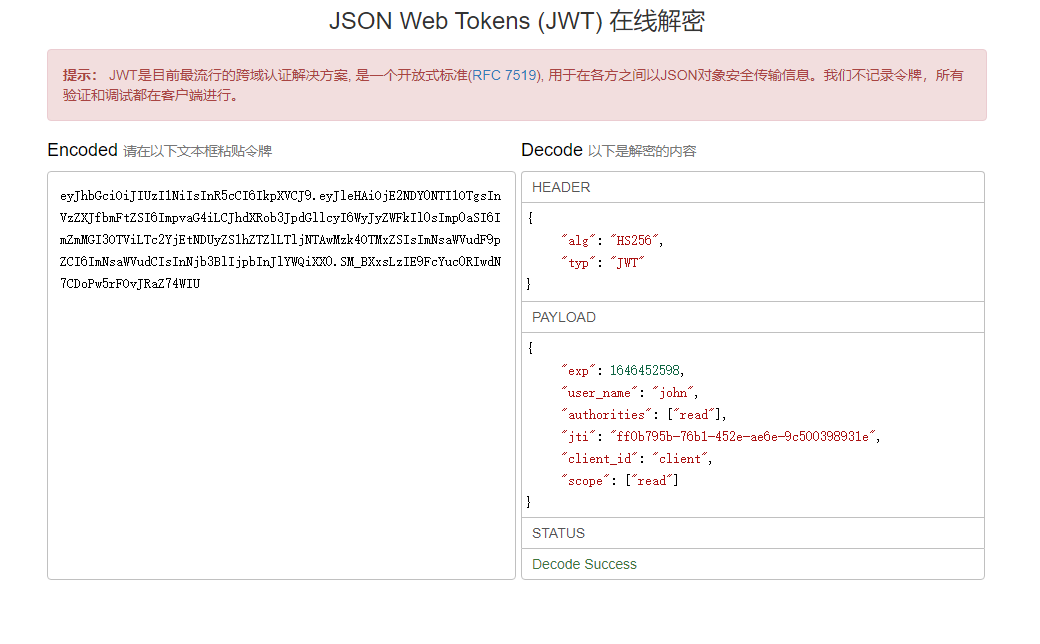 JSON Web Tokens (JWT) 在线解密
提示： JWT是目前最流行的跨域认证解决方案, 是一个开放式标准(RFC 7519), 用于在各方之间以JSON对象安全传输信息。我们不记录令牌，所有
验证和调试都在客户端进行。
Encoded 请在以下文本框粘贴令牌
eyJhbGciOiJIUzI1NiIsInR5cCI6IkpXVCJ9.eyJleHAiOjE2NDY0NTI1OTgsIn
VzZXJfbmFtZSI6ImpvaG4iLCJhdXRob3JpdGllcyI6WyJyZWFkIl0sImp0aSI6I
mZmMGI3OTViLTc2YjEtNDUyZS1hZTZlLTljNTAwMzk4OTMxZSIsImNsaWVudF9p
ZCI6ImNsaWVudCIsInNjb3BlIjpbInJlYWQiXX0.SM_BXxsLzIE9FcYucORIwdN
7CDoPw5rFOvJRaZ74WIU
Decode 以下是解密的内容
HEADER
{
"alg": "HS256",
"typ": "JWT"
}
PAYLOAD
{
"exp": 1646452598,
"user_name": "john",
"authorities": ["read"],
"jti": "ff0b795b-76b1-452e-ae6e-9c500398931e",
"client_id": "client",
"scope": ["read"]
}
STATUS
Decode Success